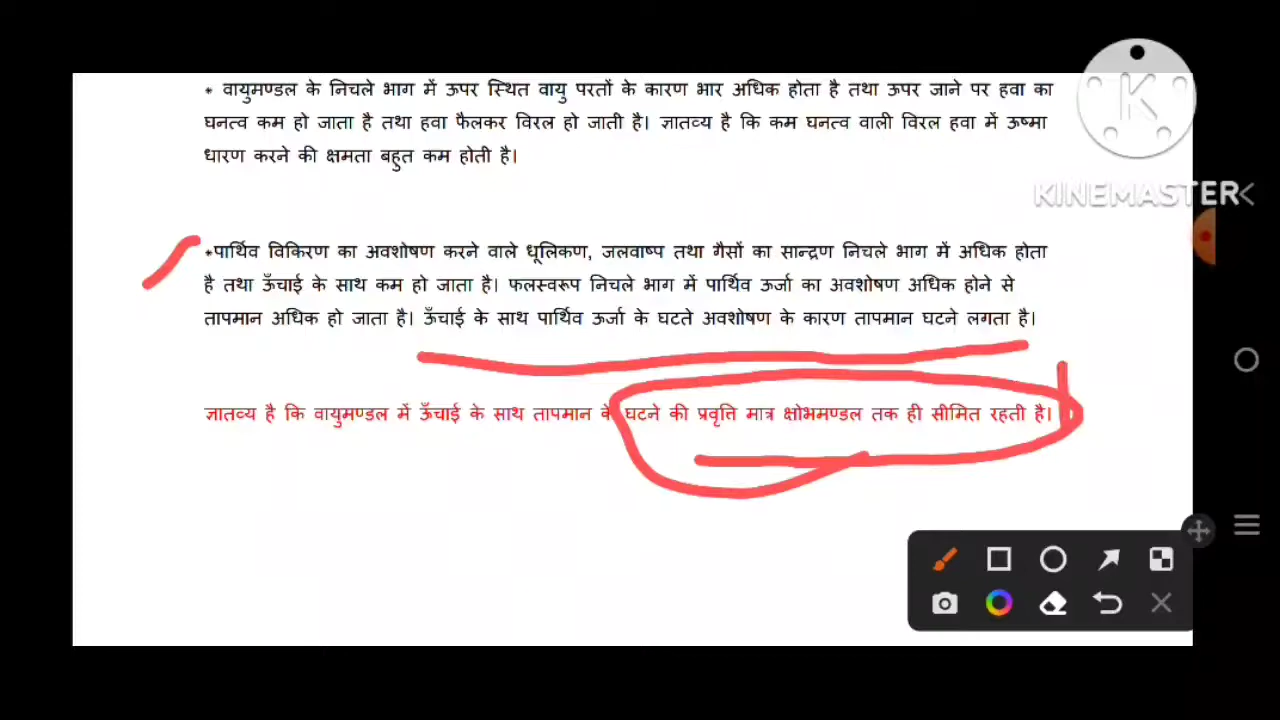 * वायुमण्डल के निचले भाग में ऊपर स्थित वायु परतों के कारण भार अधिक होता है तथा ऊपर जाने पर हवा का
घनत्व कम हो जाता है तथा हवा फैलकर विरल हो जाती है। ज्ञातव्य है कि कम घनत्व वाली विरल हवा में ऊष्मा
धारण करने की क्षमता बहुत कम होती है।
KINEMASTER
*पार्थिव विकिरण का अवशोषण करने वाले धूलिकण, जलवाष्प तथा गैसों का सान्द्रण निचले भाग में अधिक होता
है तथा ऊँचाई के साथ कम हो जाता है। फलस्वरूप निचले भाग में पार्थिव ऊर्जा का अवशोषण अधिक होने से
तापमान अधिक हो जाता है। ऊँचाई के साथ पार्थिव ऊर्जा के घटते अवशोषण के कारण तापमान घटने लगता है।
ज्ञातव्य है कि वायुमण्डल में ऊँचाई के साथ तापमान के घटने की प्रवृत्ति मात्र क्षोभमण्डल तक ही सीमित रहती है।